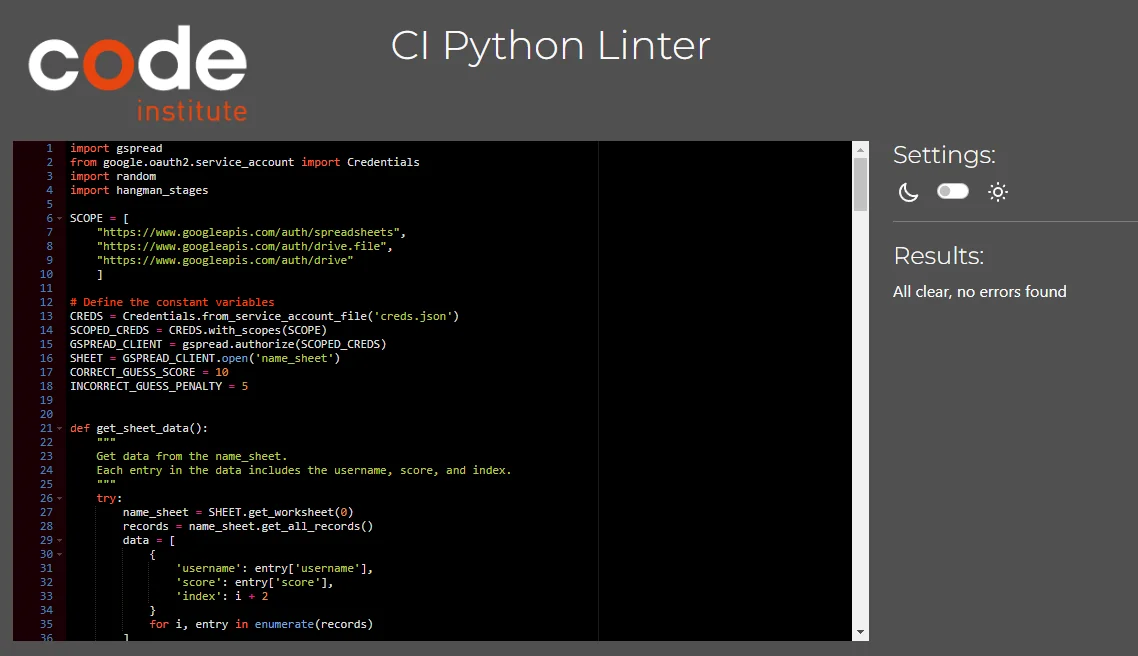 code
institute
CI Python Linter
1 import gspread
2 from google.oauth2.service_account import Credentials
3 import random
4 import hangman_stages
5
6 SCOPE = [
7     "https://www.googleapis.com/auth/spreadsheets",
8     "https://www.googleapis.com/auth/drive.file",
9     "https://www.googleapis.com/auth/drive"
10     ]
11
12 # Define the constant variables
13 CREDS = Credentials.from_service_account_file('creds.json')
14 SCOPED_CREDS = CREDS.with_scopes(SCOPE)
15 GSPREAD_CLIENT = gspread.authorize(SCOPED_CREDS)
16 SHEET = GSPREAD_CLIENT.open('name_sheet')
17 CORRECT_GUESS_SCORE = 10
18 INCORRECT_GUESS_PENALTY = 5
19
20
21 def get_sheet_data():
22     """
23     Get data from the name_sheet.
24     Each entry in the data includes the username, score, and index.
25     """
26     try:
27         name_sheet = SHEET.get_worksheet(0)
28         records = name_sheet.get_all_records()
29         data = [
30             {
31                 'username': entry['username'],
32                 'score': entry['score'],
33                 'index': i + 2
34             }
35             for i, entry in enumerate(records)
36         ]
Settings:
Results:
All clear, no errors found